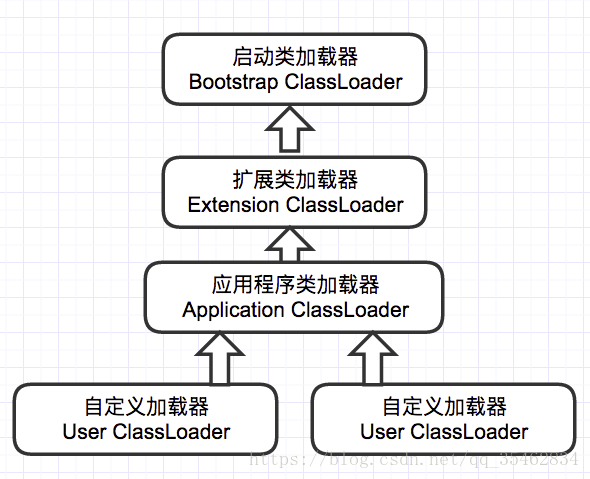 启动类加载器
Bootstrap ClassLoader
扩展类加载器
Extension ClassLoader
应用程序类加载器
Application ClassLoader
自定义加载器
User ClassLoader
自定义加载器
User ClassLoader
https://blog.csdn.net/qq_35462834